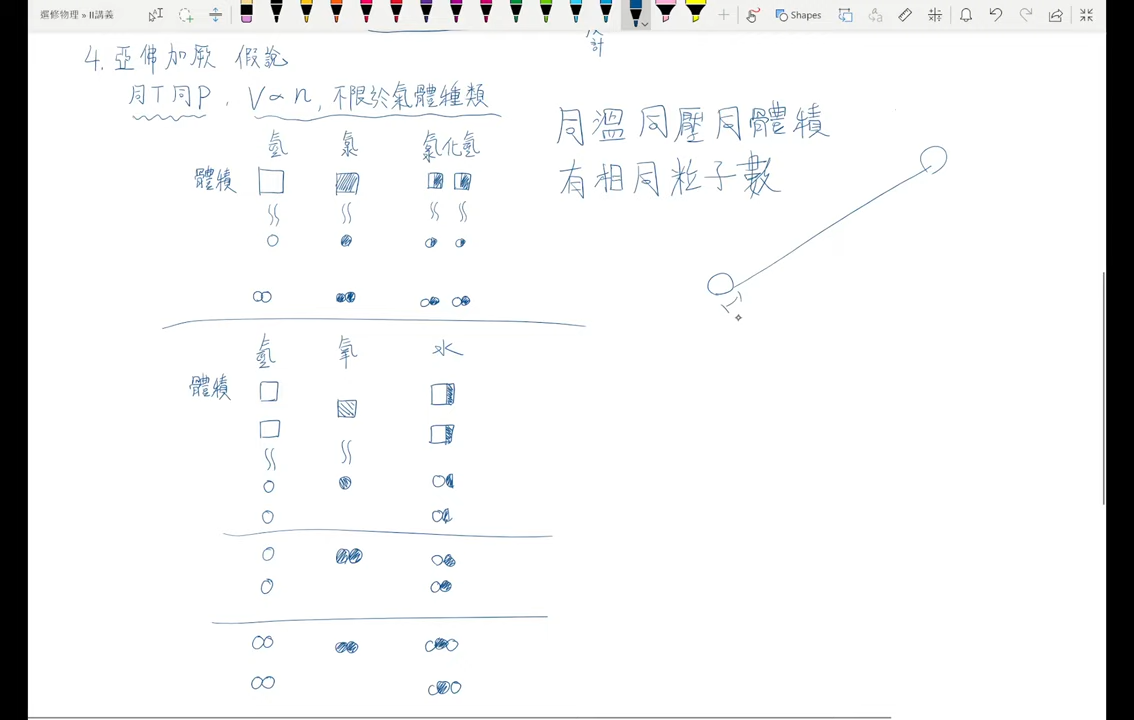 選修物理 » II講義
Shapes
計
4. 亞佛加厥 假說
同T同P, V∝n, 不限於氣體種類
同溫同壓同體積
有相同粒子數
氫 氯 氯化氫
體積
氫 氧 水
體積